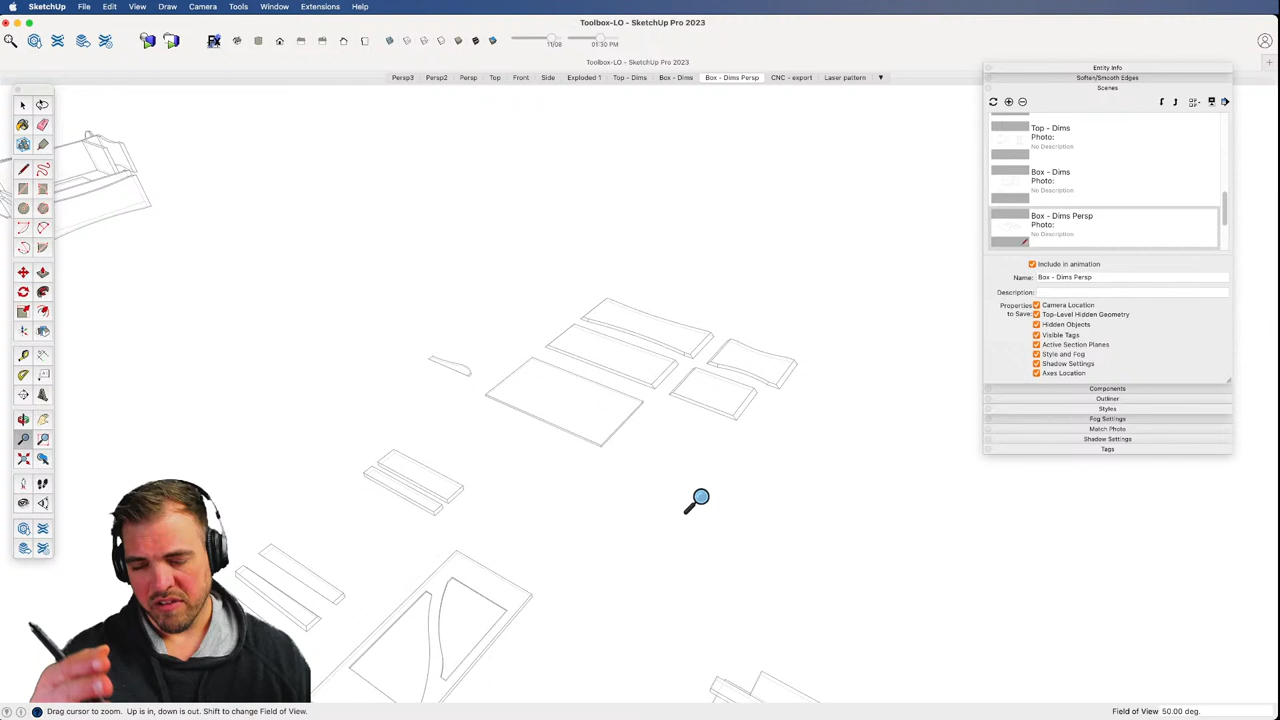 SketchUp File Edit View Draw Camera Tools Window Extensions Help
Toolbox-LO - SketchUp Pro 2023
11/08 01:30 PM
Toolbox-LO - SketchUp Pro 2023
Persp3 Persp2 Persp Top Front Side Exploded 1 Top - Dims Box - Dims Box - Dims Persp CNC - export Laser pattern
Entity Info
Soften/Smooth Edges
Scenes
Top - Dims
Photo:
No Description
Box - Dims
Photo:
No Description
Box - Dims Persp
Photo:
No Description
Include in animation
Name: Box - Dims Persp
Description:
Properties to Save: Camera Location
Top-Level Hidden Geometry
Hidden Objects
Visible Tags
Active Section Planes
Style and Fog
Shadow Settings
Axes Location
Components
Outliner
Styles
Fog Settings
Match Photo
Shadow Settings
Tags
Drag cursor to zoom. Up is in, down is out. Shift to change Field of View.
Field of View 50.00 deg.